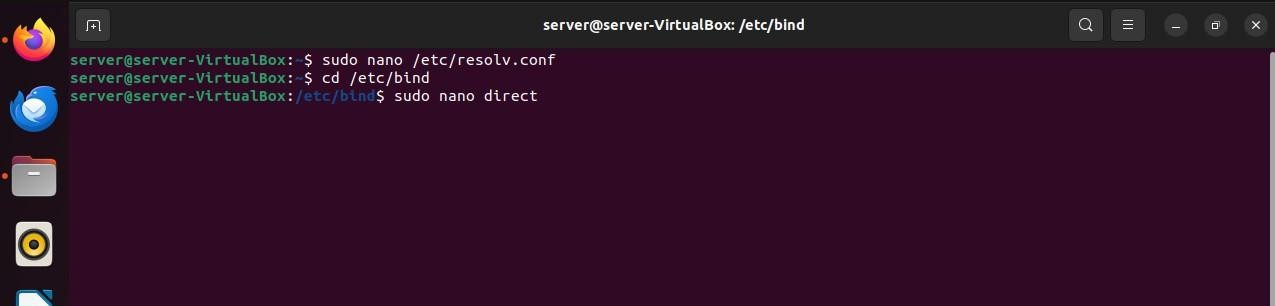 server@server-VirtualBox: /etc/bind
server@server-VirtualBox:~$ sudo nano /etc/resolv.conf
server@server-VirtualBox:~$ cd /etc/bind
server@server-VirtualBox:/etc/bind$ sudo nano direct